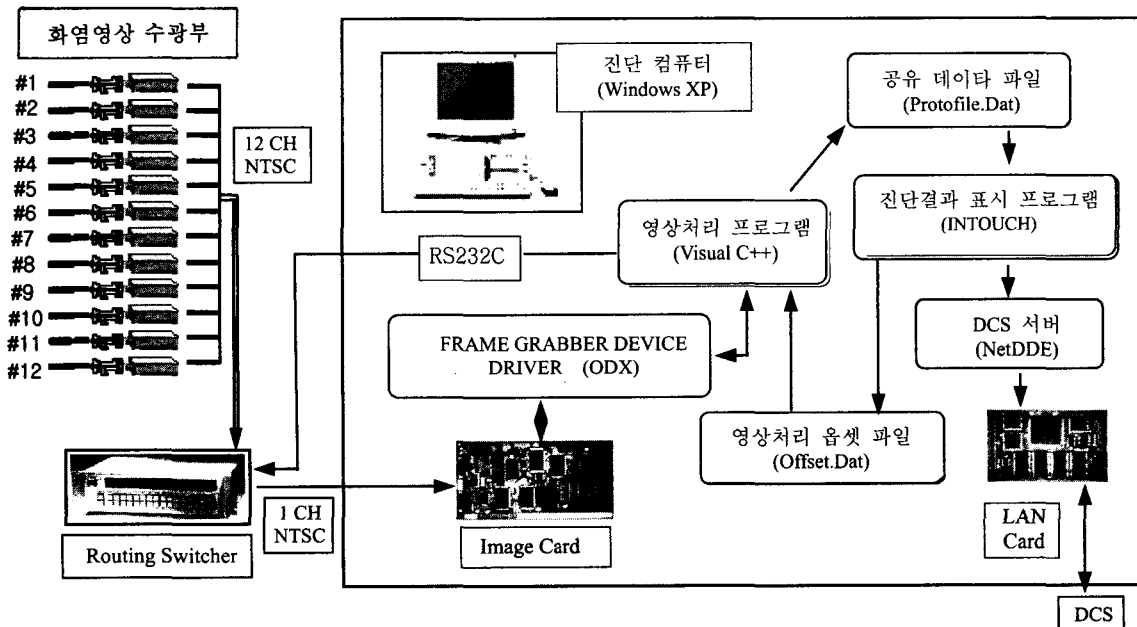 화염영상 수광부
#1
#2
#3
#4
#5
#6
#7
#8
#9
#10
#11
#12
12 CH
NTSC
진단 컴퓨터
(Windows XP)
공유 데이타 파일
(Protofile.Dat)
진단결과 표시 프로그램
(INTOUCH)
영상처리 프로그램
(Visual C++)
RS232C
DCS 서버
(NetDDE)
FRAME GRABBER DEVICE
DRIVER (ODX)
영상처리 옵셋 파일
(Offset.Dat)
1 CH
NTSC
Routing Switcher
Image Card
LAN
Card
DCS